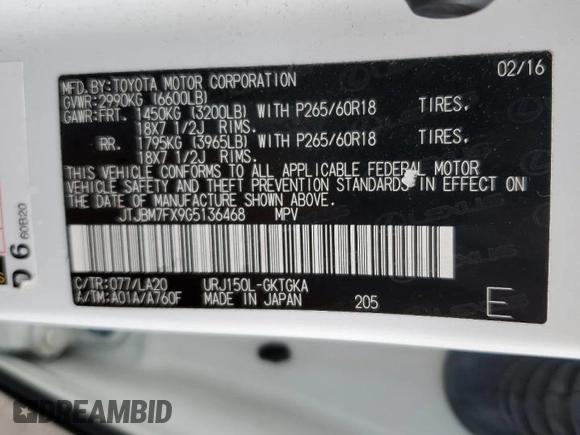 MFD.BY:TOYOTA MOTOR CORPORATION 02/16
GVWR:2990KG (6600LB)
GAWR:FRT. 1450KG (3200LB) WITH P265/60R18 TIRES.
18X7 1/2J RIMS.
RR. 1795KG (3965LB) WITH P265/60R18 TIRES.
18X7 1/2J RIMS.
THIS VEHICLE CONFORMS TO ALL APPLICABLE FEDERAL MOTOR
VEHICLE SAFETY AND THEFT PREVENTION STANDARDS IN EFFECT ON
THE DATE OF MANUFACTURE SHOWN ABOVE.
JTJBM7FX9G5136468 MPV
C/TR:077/LA20 URJ150L-GKTGKA
A/TM:A01A/A760F MADE IN JAPAN 205 E
60B20
LEXUS
DREAMBID